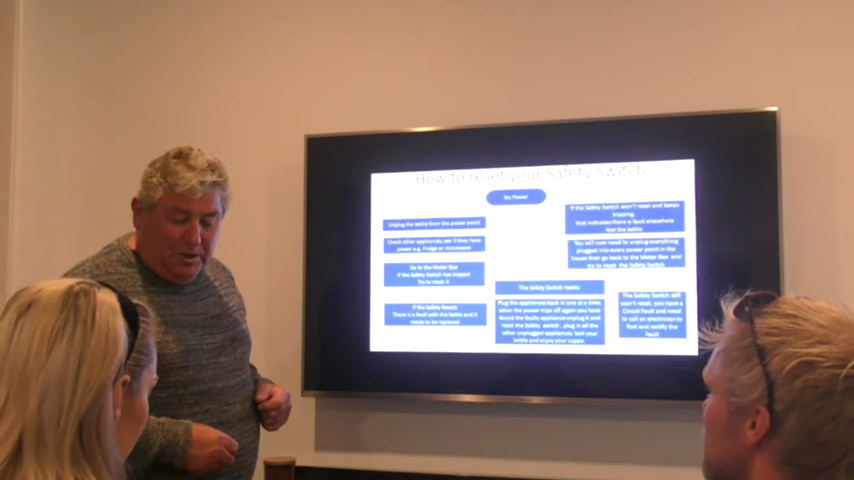 How to reset your Safety Switch
No Power
Unplug the kettle from the power point
Check other appliances, see if they have
power e.g. fridge or microwave
Go to the Meter Box
If the Safety Switch has tripped
Try to reset it
If the Safety Resets
There is a fault with the kettle and it
needs to be replaced
If the Safety Switch won't reset and keeps
tripping,
that indicates there is fault elsewhere
Not the kettle
You will now need to unplug everything
plugged into every power point in the
house then go back to the Meter Box and
try to reset the Safety Switch
The Safety Switch resets
Plug the appliances back in one at a time,
when the power trips off again you have
found the faulty appliance unplug it and
reset the Safety switch, plug in all the
other unplugged appliances boil your
kettle and enjoy your cuppa.
The Safety Switch still
won't reset, you have a
Circuit Fault and need
to call an electrician to
find and rectify the
fault